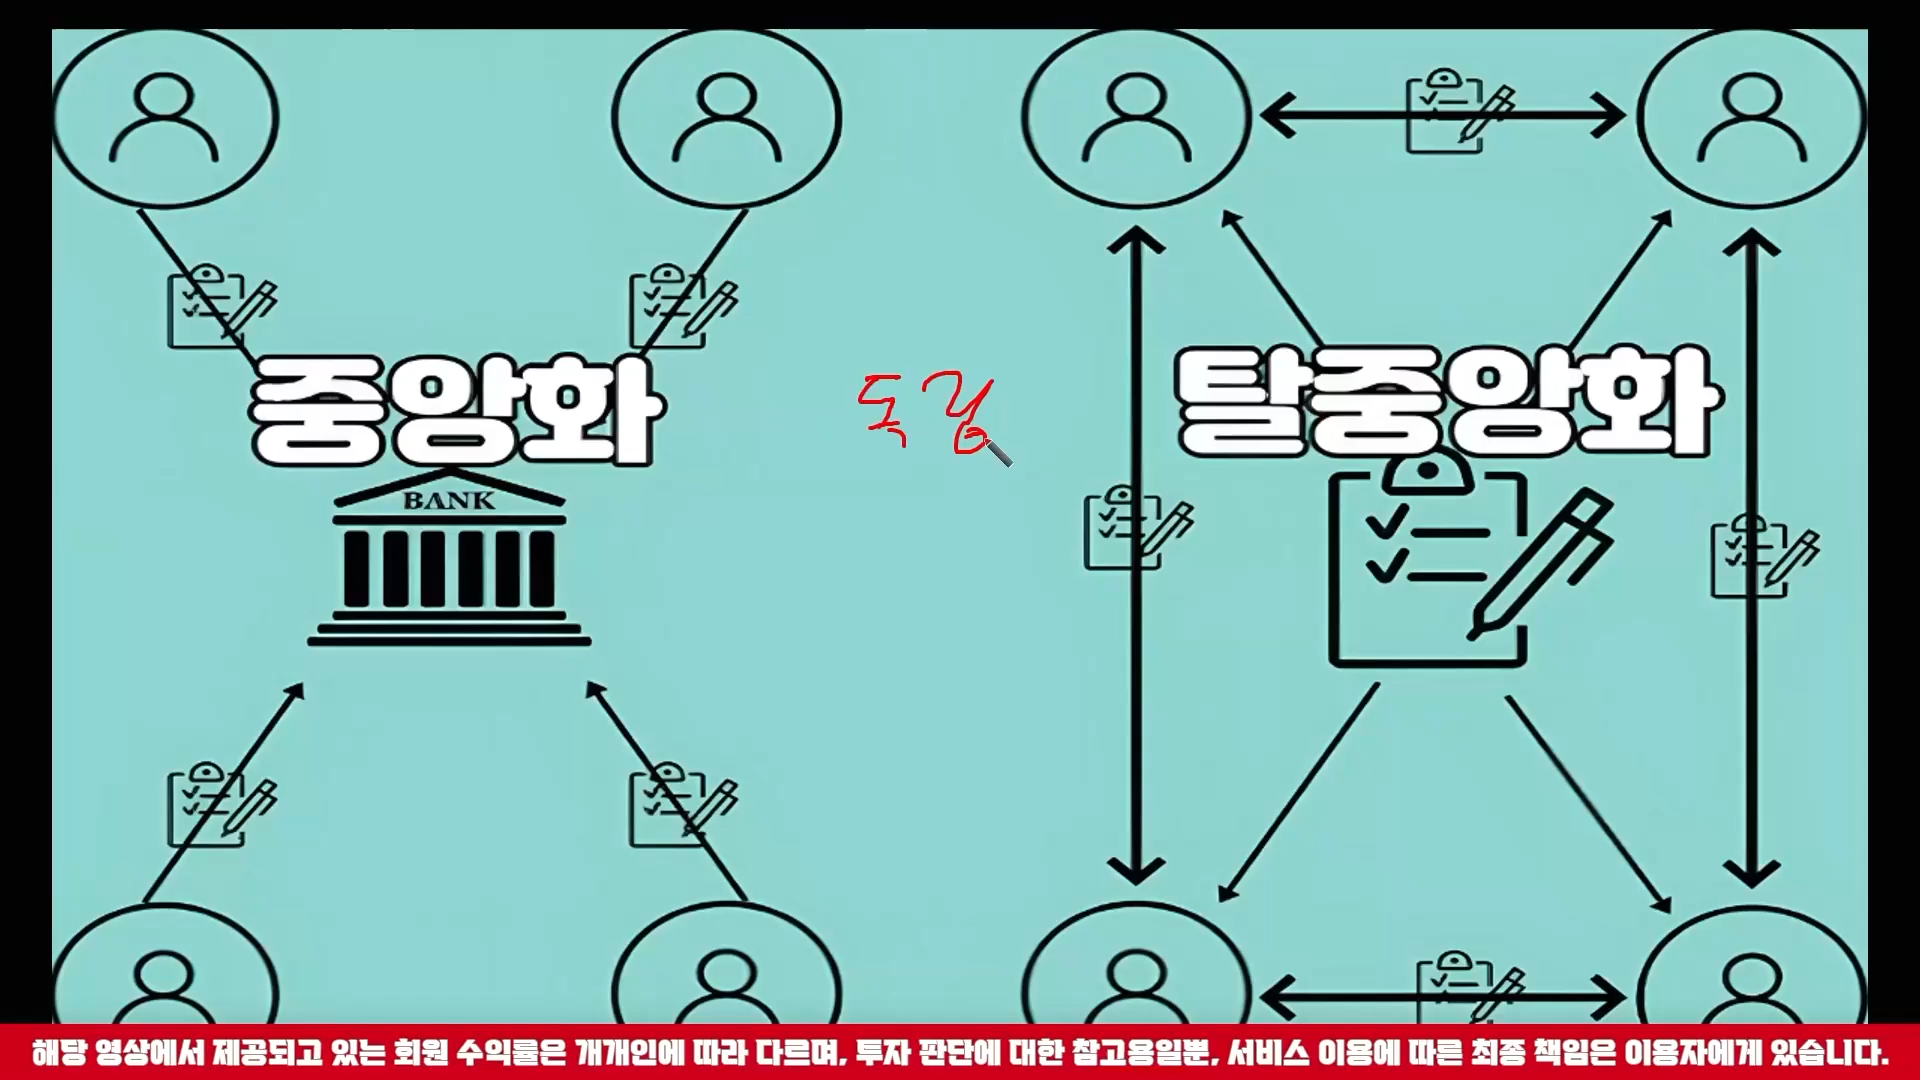 중앙화
탈중앙화
BANK
해당 영상에서 제공되고 있는 회원 수익률은 개개인에 따라 다르며, 투자 판단에 대한 참고용일뿐, 서비스 이용에 따른 최종 책임은 이용자에게 있습니다.